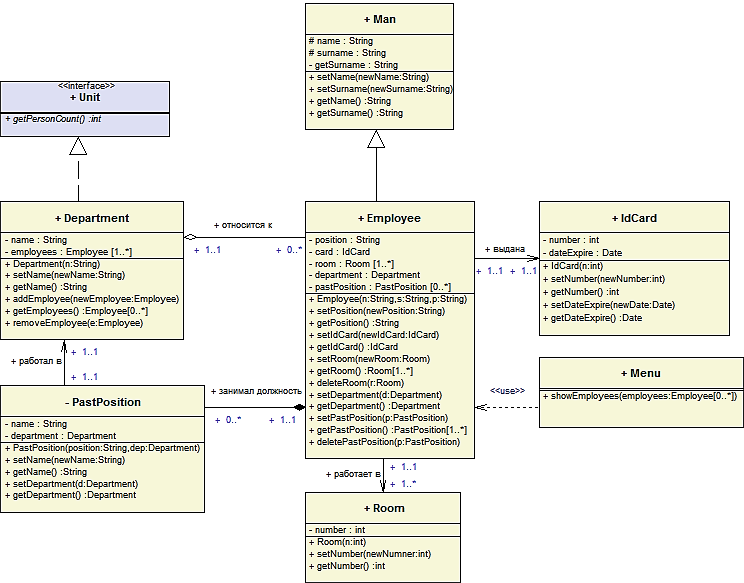 + Man
# name : String
# surname : String
- getSurname : String
+ setName(newName:String)
+ setSurname(newSurname:String)
+ getName() :String
+ getSurname() :String
<<interface>>
+ Unit
+ getPersonCount() :int
+ Department
- name : String
- employees : Employee [1..*]
+ Department(n:String)
+ setName(newName:String)
+ getName() :String
+ addEmployee(newEmployee:Employee)
+ getEmployees() :Employee[0..*]
+ removeEmployee(e:Employee)
+ относится к
+ 1..1
+ 0..*
+ Employee
- position : String
- card : IdCard
- room : Room [1..*]
- department : Department
- pastPosition : PastPosition [0..*]
+ Employee(n:String,s:String,p:String)
+ setPosition(newPosition:String)
+ getPosition() :String
+ setIdCard(newIdCard:IdCard)
+ getIdCard() :IdCard
+ setRoom(newRoom:Room)
+ getRoom() :Room[1..*]
+ deleteRoom(r:Room)
+ setDepartment(d:Department)
+ getDepartment() :Department
+ setPastPosition(p:PastPosition)
+ getPastPosition() :PastPosition[1..*]
+ deletePastPosition(p:PastPosition)
+ выдана
+ 1..1 + 1..1
+ IdCard
- number : int
- dateExpire : Date
+ IdCard(n:int)
+ setNumber(newNumber:int)
+ getNumber() :int
+ setDateExpire(newDate:Date)
+ getDateExpire() :Date
+ Menu
+ showEmployees(employees:Employee[0..*])
<<use>>
+ 1..1
+ работал в
+ 1..1
- PastPosition
- name : String
- department : Department
+ PastPosition(position:String,dep:Department)
+ setName(newName:String)
+ getName() :String
+ setDepartment(d:Department)
+ getDepartment() :Department
+ занимал должность
+ 0..*
+ 1..1
+ 1..1
+ работает в
+ 1..*
+ Room
- number : int
+ Room(n:int)
+ setNumber(newNumner:int)
+ getNumber() :int